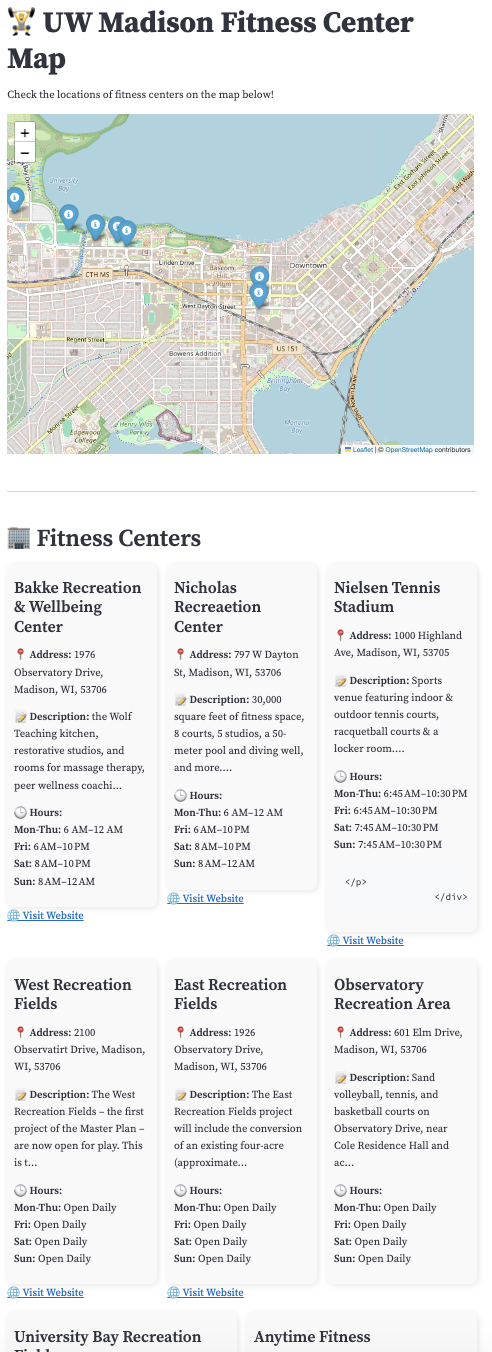 🏋️ UW Madison Fitness Center
Map
Check the locations of fitness centers on the map below!
+
−
University
Bay
CTH MS
Linden Drive
Bascom
Hill
Downtown
East Gorham Street
East Johnson Street
East Wash
West Dayton Street
Regent Street
Bowens Addition
US 151
Brittingham
Bay
Monroe Street
Edgewood
College
Henry Vilas
Park
Monona
Bay
Leaflet | © OpenStreetMap contributors
🏢 Fitness Centers
Bakke Recreation
& Wellbeing
Center
📍 Address: 1976
Observatory Drive,
Madison, WI, 53706
📝 Description: the Wolf
Teaching kitchen,
restorative studios, and
rooms for massage therapy,
peer wellness coachi...
🕒 Hours:
Mon-Thu: 6 AM–12 AM
Fri: 6 AM–10 PM
Sat: 8 AM–10 PM
Sun: 8 AM–12 AM
🌐 Visit Website
Nicholas
Recreaetion
Center
📍 Address: 797 W Dayton
St, Madison, WI, 53706
📝 Description: 30,000
square feet of fitness space,
8 courts, 5 studios, a 50-
meter pool and diving well,
and more....
🕒 Hours:
Mon-Thu: 6 AM–12 AM
Fri: 6 AM–10 PM
Sat: 8 AM–10 PM
Sun: 8 AM–12 AM
🌐 Visit Website
Nielsen Tennis
Stadium
📍 Address: 1000 Highland
Ave, Madison, WI, 53705
📝 Description: Sports
venue featuring indoor &
outdoor tennis courts,
racquetball courts & a
locker room....
🕒 Hours:
Mon-Thu: 6:45 AM–10:30 PM
Fri: 6:45 AM–10:30 PM
Sat: 7:45 AM–10:30 PM
Sun: 7:45 AM–10:30 PM
</p>
</div>
🌐 Visit Website
West Recreation
Fields
📍 Address: 2100
Observatirt Drive, Madison,
WI, 53706
📝 Description: The West
Recreation Fields – the first
project of the Master Plan –
are now open for play. This
is t...
🕒 Hours:
Mon-Thu: Open Daily
Fri: Open Daily
Sat: Open Daily
Sun: Open Daily
🌐 Visit Website
East Recreation
Fields
📍 Address: 1926
Observatory Drive,
Madison, WI, 53706
📝 Description: The East
Recreation Fields project
will include the conversion
of an existing four-acre
(approximate...
🕒 Hours:
Mon-Thu: Open Daily
Fri: Open Daily
Sat: Open Daily
Sun: Open Daily
🌐 Visit Website
Observatory
Recreation Area
📍 Address: 601 Elm Drive,
Madison, WI, 53706
📝 Description: Sand
volleyball, tennis, and
basketball courts on
Observatory Drive, near
Cole Residence Hall and
ac...
🕒 Hours:
Mon-Thu: Open Daily
Fri: Open Daily
Sat: Open Daily
Sun: Open Daily
University Bay Recreation
Anytime Fitness